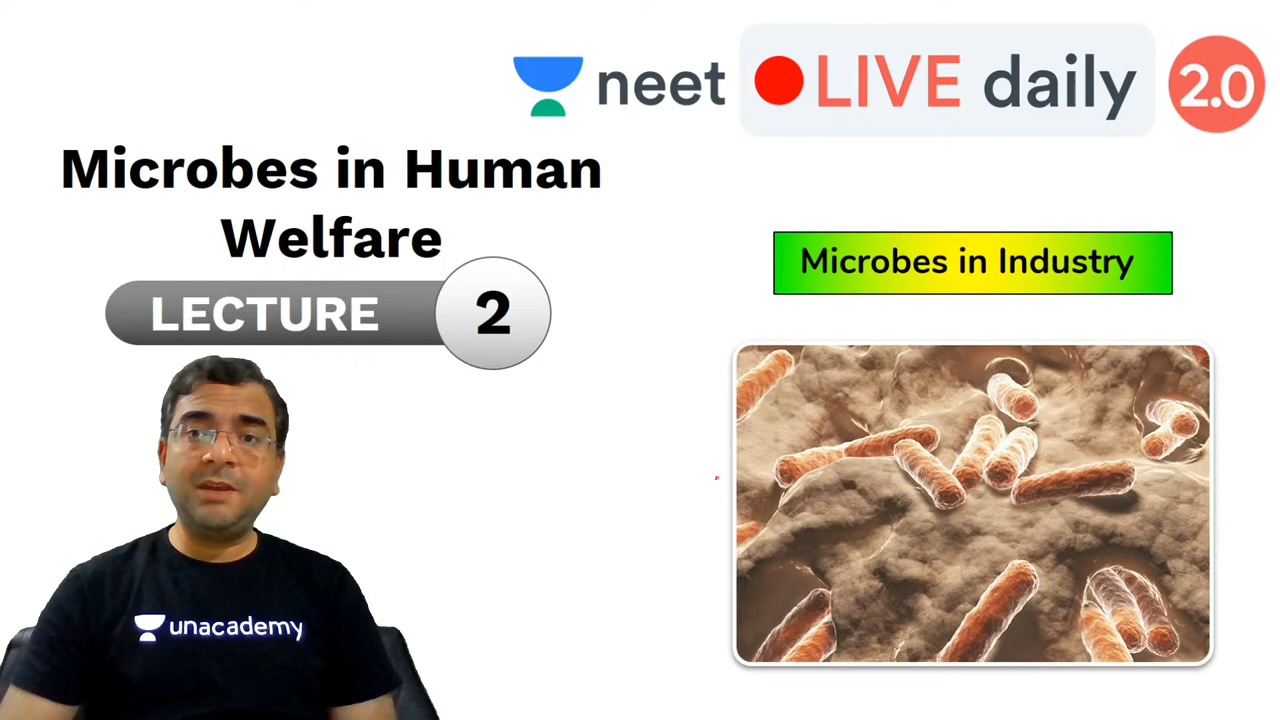 neet LIVE daily 2.0
Microbes in Human
Welfare
LECTURE 2
Microbes in Industry
unacademy